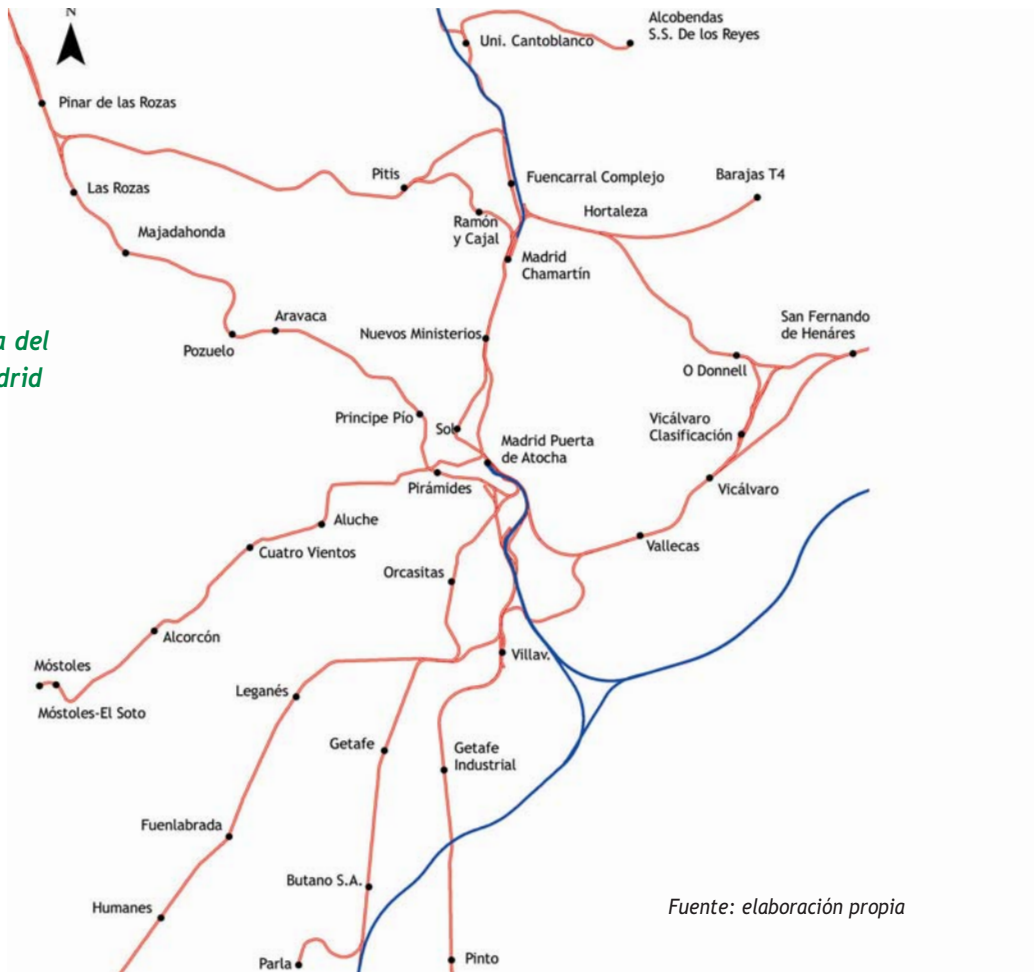 N
Alcobendas
S.S. De los Reyes
Uni. Cantoblanco
Pinar de las Rozas
Pitis
Fuencarral Complejo
Barajas T4
Las Rozas
Hortaleza
Ramón
y Cajal
Majadahonda
Madrid
Chamartín
Aravaca
San Fernando
de Henáres
Nuevos Ministerios
a del
drid
Pozuelo
O Donnell
Principe Pío
Sol
Vicálvaro
Clasificación
Madrid Puerta
de Atocha
Pirámides
Vicálvaro
Aluche
Cuatro Vientos
Vallecas
Orcasitas
Alcorcón
Villav.
Móstoles
Móstoles-El Soto
Leganés
Getafe
Getafe
Industrial
Fuenlabrada
Butano S.A.
Humanes
Fuente: elaboración propia
Parla
Pinto